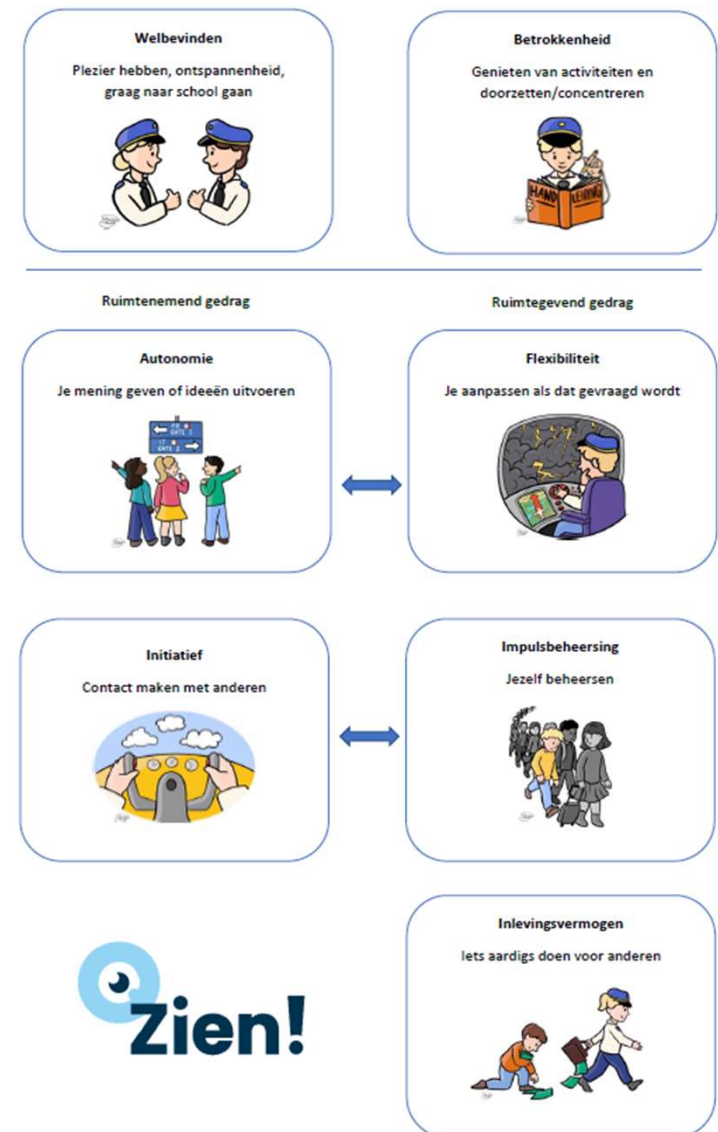 Welbevinden
Plezier hebben, ontspannenheid,
graag naar school gaan
Betrokkenheid
Genieten van activiteiten en
doorzetten/concentreren
HAND
LEIDING
Ruimtenemend gedrag
Ruimtegevend gedrag
Autonomie
Je mening geven of ideeën uitvoeren
GATE 2
Flexibiliteit
Je aanpassen als dat gevraagd wordt
Initiatief
Contact maken met anderen
Impulsbeheersing
Jezelf beheersen
Inlevingsvermogen
Iets aardigs doen voor anderen
Zien!